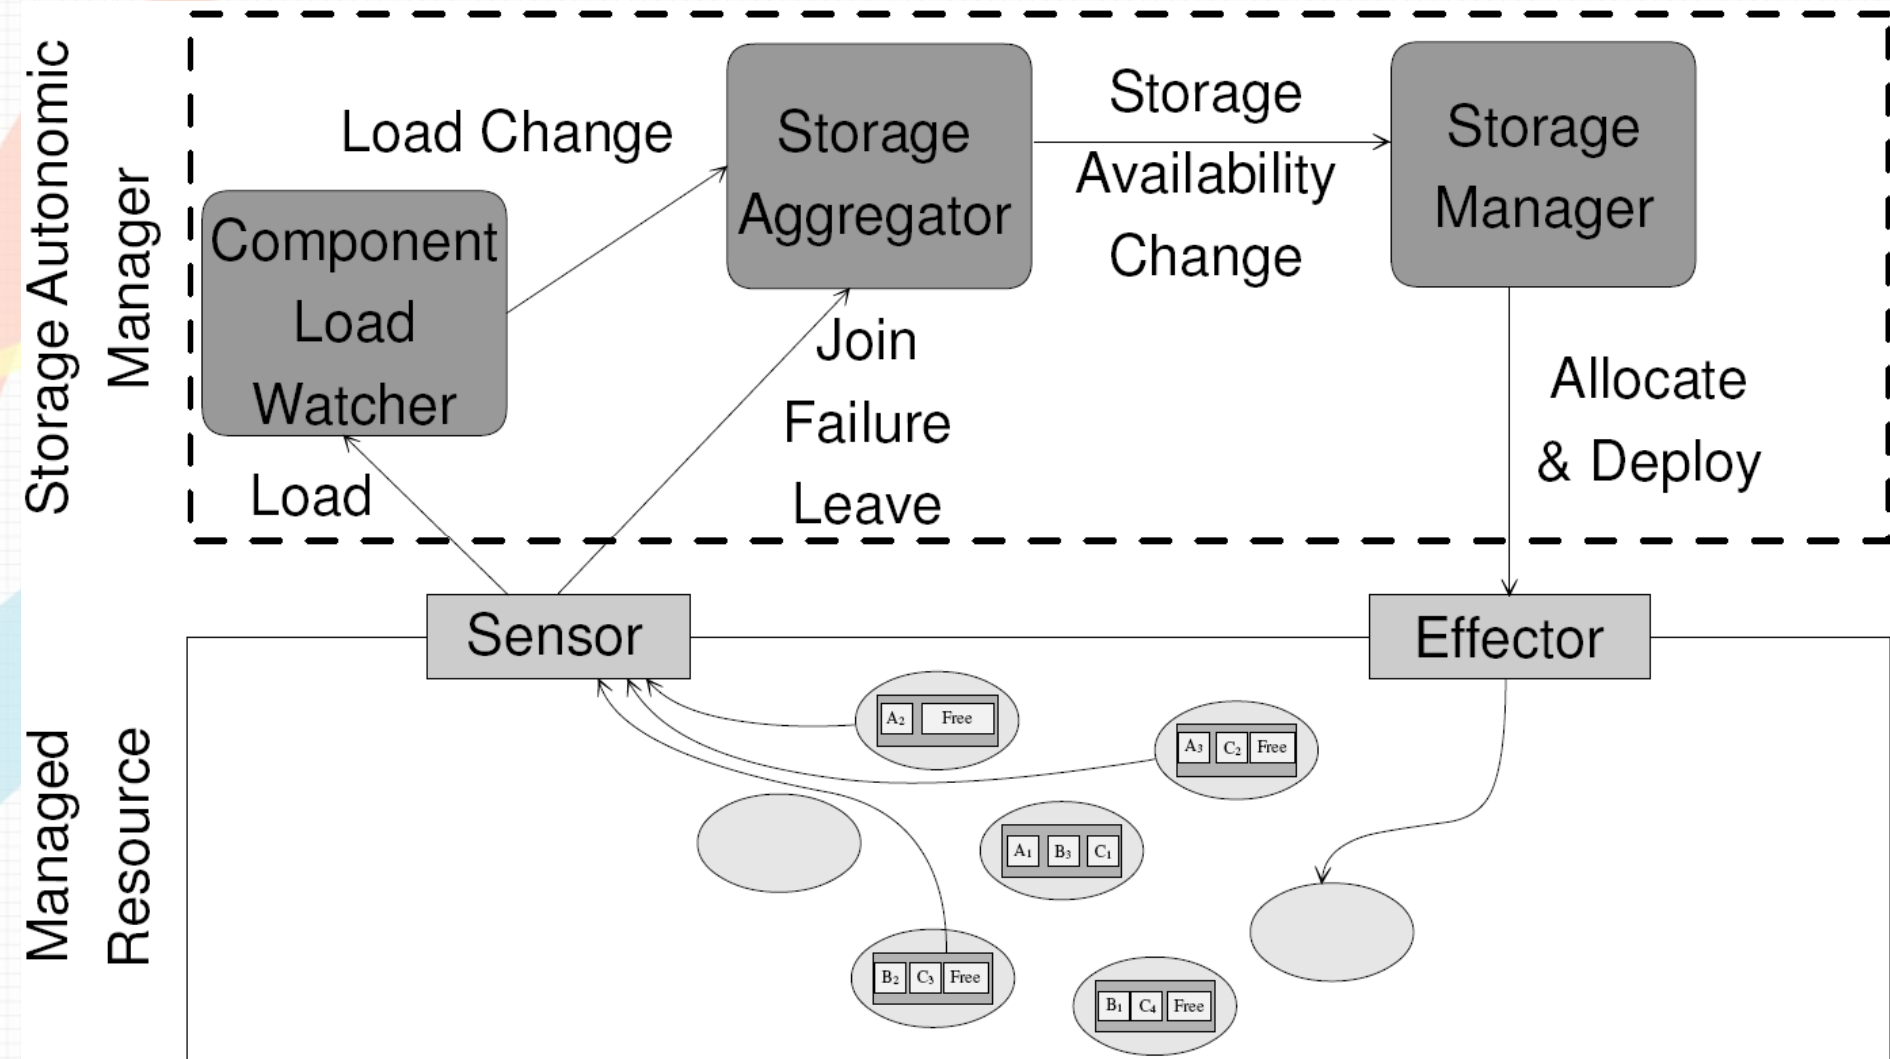 Storage Autonomic
Manager
Load Change
Component
Load
Watcher
Load
Storage
Aggregator
Join
Failure
Leave
Storage
Availability
Change
Storage
Manager
Allocate
& Deploy
Sensor
Effector
Managed
Resource
A₂ Free
A₃ C₂ Free
A₁ B₃ C₁
B₂ C₃ Free
B₁ C₄ Free